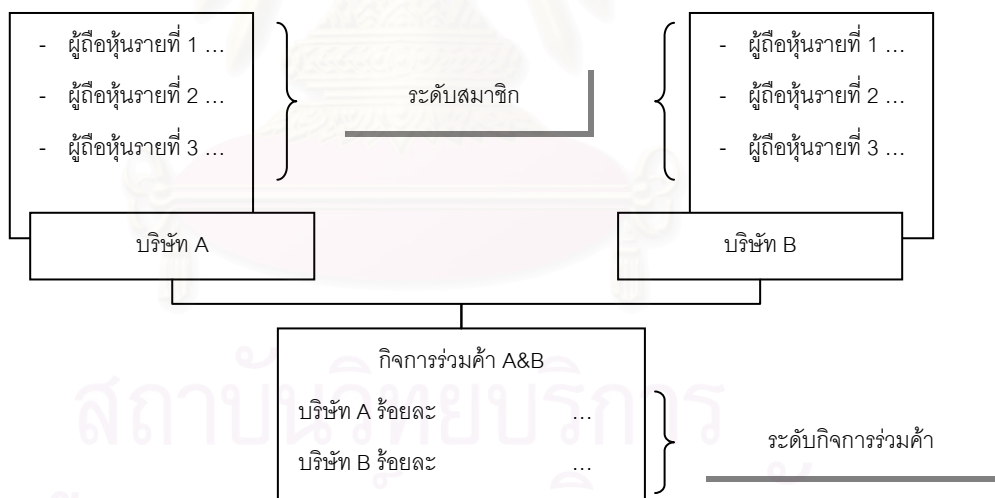 - ผู้ถือหุ้นรายที่ 1 ...
- ผู้ถือหุ้นรายที่ 2 ...
- ผู้ถือหุ้นรายที่ 3 ...
บริษัท A
ระดับสมาชิก
- ผู้ถือหุ้นรายที่ 1 ...
- ผู้ถือหุ้นรายที่ 2 ...
- ผู้ถือหุ้นรายที่ 3 ...
บริษัท B
กิจการร่วมค้า A&B
บริษัท A ร้อยละ ...
บริษัท B ร้อยละ ...
ระดับกิจการร่วมค้า
สถาบันวิทยบริการ